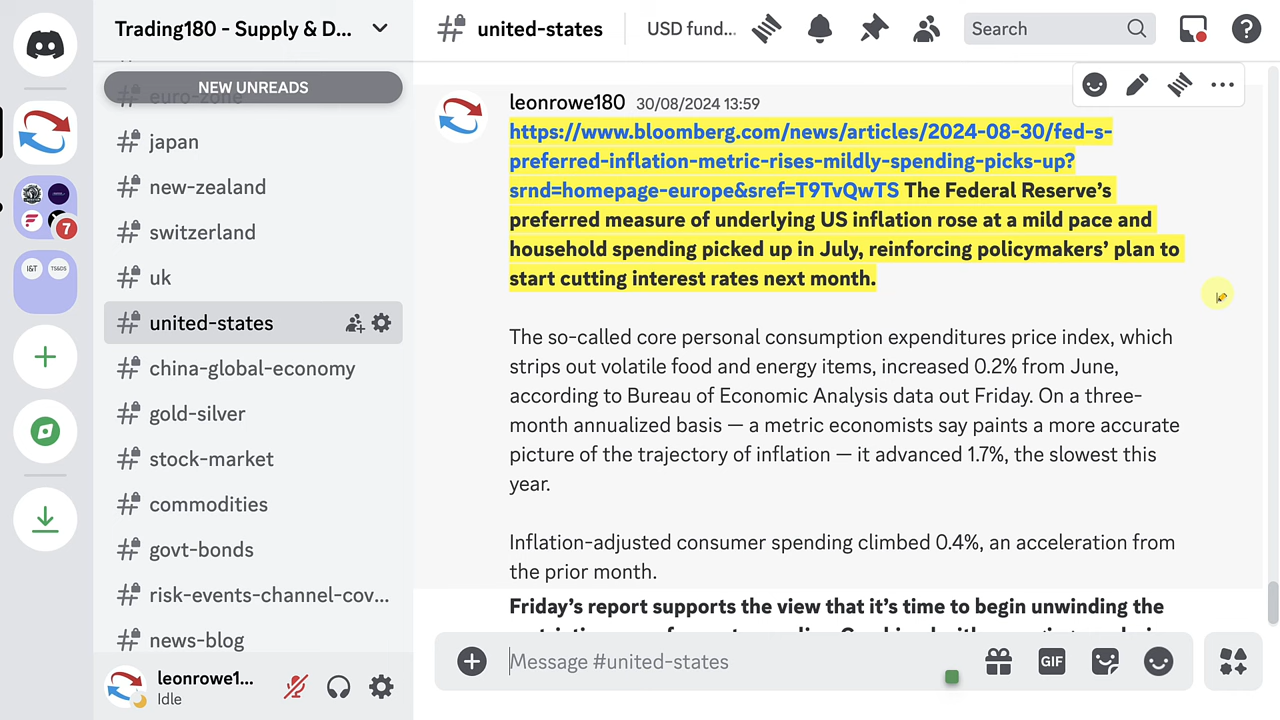 Trading180 - Supply & D...
NEW UNREADS
euro-zone
japan
new-zealand
switzerland
uk
united-states
china-global-economy
gold-silver
stock-market
commodities
govt-bonds
risk-events-channel-cov...
news-blog
leonrowe1...
Idle
7
I&T
TS&DS
united-states
USD fund...
Search
leonrowe180 30/08/2024 13:59
https://www.bloomberg.com/news/articles/2024-08-30/fed-s-
preferred-inflation-metric-rises-mildly-spending-picks-up?
srnd=homepage-europe&sref=T9TvQwTS The Federal Reserve’s
preferred measure of underlying US inflation rose at a mild pace and
household spending picked up in July, reinforcing policymakers’ plan to
start cutting interest rates next month.
The so-called core personal consumption expenditures price index, which
strips out volatile food and energy items, increased 0.2% from June,
according to Bureau of Economic Analysis data out Friday. On a three-
month annualized basis — a metric economists say paints a more accurate
picture of the trajectory of inflation — it advanced 1.7%, the slowest this
year.
Inflation-adjusted consumer spending climbed 0.4%, an acceleration from
the prior month.
Friday’s report supports the view that it’s time to begin unwinding the
Message #united-states
GIF